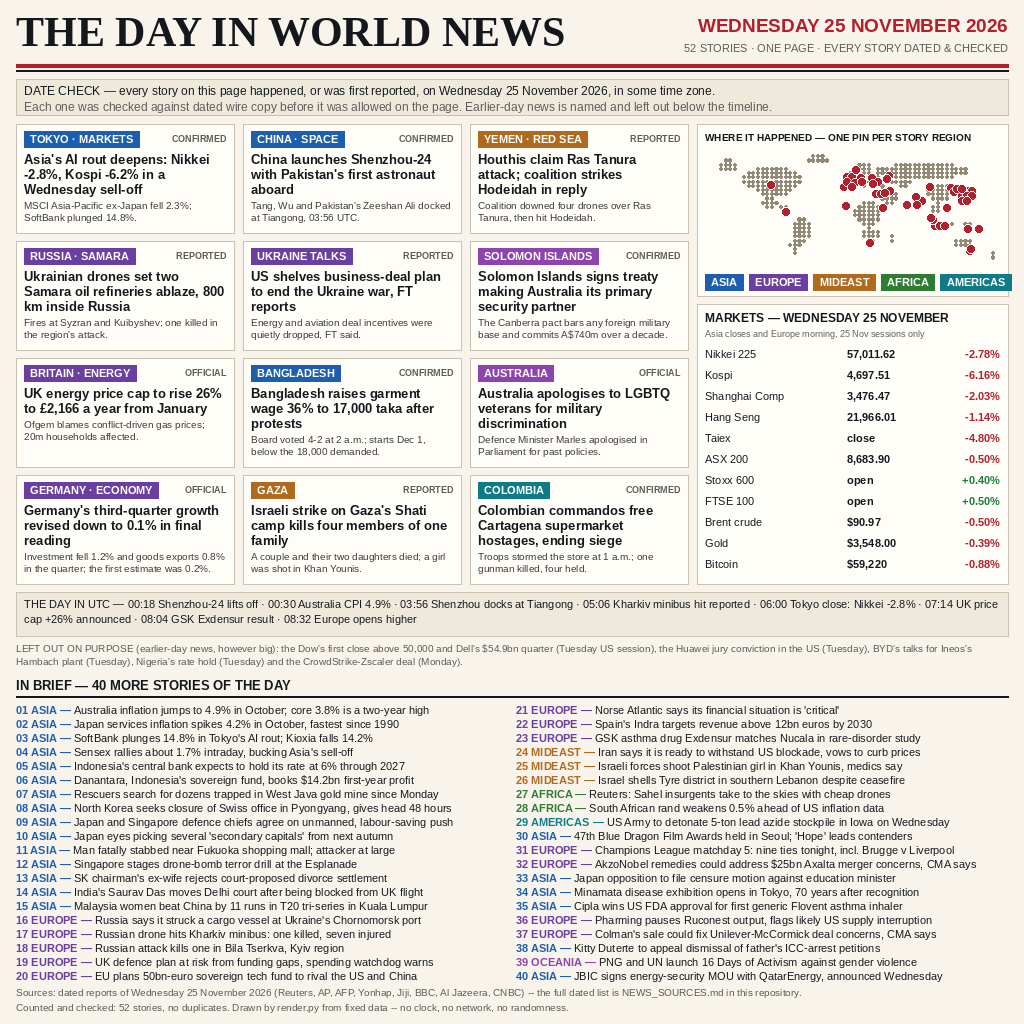 THE DAY IN WORLD NEWS
WEDNESDAY 25 NOVEMBER 2026
52 STORIES · ONE PAGE · EVERY STORY DATED & CHECKED
DATE CHECK — every story on this page happened, or was first reported, on Wednesday 25 November 2026, in some time zone.
Each one was checked against dated wire copy before it was allowed on the page. Earlier-day news is named and left out below the timeline.
TOKYO · MARKETS
CONFIRMED
Asia's AI rout deepens: Nikkei
-2.8%, Kospi -6.2% in a
Wednesday sell-off
MSCI Asia-Pacific ex-Japan fell 2.3%;
SoftBank plunged 14.8%.
CHINA · SPACE
CONFIRMED
China launches Shenzhou-24
with Pakistan's first astronaut
aboard
Tang, Wu and Pakistan's Zeeshan Ali docked
at Tiangong, 03:56 UTC.
YEMEN · RED SEA
REPORTED
Houthis claim Ras Tanura
attack; coalition strikes
Hodeidah in reply
Coalition downed four drones over Ras
Tanura, then hit Hodeidah.
RUSSIA · SAMARA
REPORTED
Ukrainian drones set two
Samara oil refineries ablaze, 800
km inside Russia
Fires at Syzran and Kuibyshev; one killed in
the region's attack.
UKRAINE TALKS
REPORTED
US shelves business-deal plan
to end the Ukraine war, FT
reports
Energy and aviation deal incentives were
quietly dropped, FT said.
SOLOMON ISLANDS
CONFIRMED
Solomon Islands signs treaty
making Australia its primary
security partner
The Canberra pact bars any foreign military
base and commits A$740m over a decade.
BRITAIN · ENERGY
OFFICIAL
UK energy price cap to rise 26%
to £2,166 a year from January
Ofgem blames conflict-driven gas prices;
20m households affected.
BANGLADESH
CONFIRMED
Bangladesh raises garment
wage 36% to 17,000 taka after
protests
Board voted 4-2 at 2 a.m.; starts Dec 1,
below the 18,000 demanded.
AUSTRALIA
OFFICIAL
Australia apologises to LGBTQ
veterans for military
discrimination
Defence Minister Marles apologised in
Parliament for past policies.
GERMANY · ECONOMY
OFFICIAL
Germany's third-quarter growth
revised down to 0.1% in final
reading
Investment fell 1.2% and goods exports 0.8%
in the quarter; the first estimate was 0.2%.
GAZA
REPORTED
Israeli strike on Gaza's Shati
camp kills four members of one
family
A couple and their two daughters died; a girl
was shot in Khan Younis.
COLOMBIA
CONFIRMED
Colombian commandos free
Cartagena supermarket
hostages, ending siege
Troops stormed the store at 1 a.m.; one
gunman killed, four held.
WHERE IT HAPPENED — ONE PIN PER STORY REGION
ASIA EUROPE MIDEAST AFRICA AMERICAS
MARKETS — WEDNESDAY 25 NOVEMBER
Asia closes and Europe morning, 25 Nov sessions only
Nikkei 225 57,011.62 -2.78%
Kospi 4,697.51 -6.16%
Shanghai Comp 3,476.47 -2.03%
Hang Seng 21,966.01 -1.14%
Taiex close -4.80%
ASX 200 8,683.90 -0.50%
Stoxx 600 open +0.40%
FTSE 100 open +0.50%
Brent crude $90.97 -0.50%
Gold $3,548.00 -0.39%
Bitcoin $59,220 -0.88%
THE DAY IN UTC — 00:18 Shenzhou-24 lifts off · 00:30 Australia CPI 4.9% · 03:56 Shenzhou docks at Tiangong · 05:06 Kharkiv minibus hit reported · 06:00 Tokyo close: Nikkei -2.8% · 07:14 UK price
cap +26% announced · 08:04 GSK Exdensur result · 08:32 Europe opens higher
LEFT OUT ON PURPOSE (earlier-day news, however big): the Dow's first close above 50,000 and Dell's $54.9bn quarter (Tuesday US session), the Huawei jury conviction in the US (Tuesday), BYD's talks for Ineos's
Hambach plant (Tuesday), Nigeria's rate hold (Tuesday) and the CrowdStrike-Zscaler deal (Monday).
IN BRIEF — 40 MORE STORIES OF THE DAY
01 ASIA — Australia inflation jumps to 4.9% in October; core 3.8% is a two-year high
02 ASIA — Japan services inflation spikes 4.2% in October, fastest since 1990
03 ASIA — SoftBank plunges 14.8% in Tokyo's AI rout; Kioxia falls 14.2%
04 ASIA — Sensex rallies about 1.7% intraday, bucking Asia's sell-off
05 ASIA — Indonesia's central bank expects to hold its rate at 6% through 2027
06 ASIA — Danantara, Indonesia's sovereign fund, books $14.2bn first-year profit
07 ASIA — Rescuers search for dozens trapped in West Java gold mine since Monday
08 ASIA — North Korea seeks closure of Swiss office in Pyongyang, gives head 48 hours
09 ASIA — Japan and Singapore defence chiefs agree on unmanned, labour-saving push
10 ASIA — Japan eyes picking several 'secondary capitals' from next autumn
11 ASIA — Man fatally stabbed near Fukuoka shopping mall; attacker at large
12 ASIA — Singapore stages drone-bomb terror drill at the Esplanade
13 ASIA — SK chairman's ex-wife rejects court-proposed divorce settlement
14 ASIA — India's Saurav Das moves Delhi court after being blocked from UK flight
15 ASIA — Malaysia women beat China by 11 runs in T20 tri-series in Kuala Lumpur
16 EUROPE — Russia says it struck a cargo vessel at Ukraine's Chornomorsk port
17 EUROPE — Russian drone hits Kharkiv minibus: one killed, seven injured
18 EUROPE — Russian attack kills one in Bila Tserkva, Kyiv region
19 EUROPE — UK defence plan at risk from funding gaps, spending watchdog warns
20 EUROPE — EU plans 50bn-euro sovereign tech fund to rival the US and China
21 EUROPE — Norse Atlantic says its financial situation is 'critical'
22 EUROPE — Spain's Indra targets revenue above 12bn euros by 2030
23 EUROPE — GSK asthma drug Exdensur matches Nucala in rare-disorder study
24 MIDEAST — Iran says it is ready to withstand US blockade, vows to curb prices
25 MIDEAST — Israeli forces shoot Palestinian girl in Khan Younis, medics say
26 MIDEAST — Israel shells Tyre district in southern Lebanon despite ceasefire
27 AFRICA — Reuters: Sahel insurgents take to the skies with cheap drones
28 AFRICA — South African rand weakens 0.5% ahead of US inflation data
29 AMERICAS — US Army to detonate 5-ton lead azide stockpile in Iowa on Wednesday
30 ASIA — 47th Blue Dragon Film Awards held in Seoul; 'Hope' leads contenders
31 EUROPE — Champions League matchday 5: nine ties tonight, incl. Brugge v Liverpool
32 EUROPE — AkzoNobel remedies could address $25bn Axalta merger concerns, CMA says
33 ASIA — Japan opposition to file censure motion against education minister
34 ASIA — Minamata disease exhibition opens in Tokyo, 70 years after recognition
35 ASIA — Cipla wins US FDA approval for first generic Flovent asthma inhaler
36 EUROPE — Pharming pauses Ruconest output, flags likely US supply interruption
37 EUROPE — Colman's sale could fix Unilever-McCormick deal concerns, CMA says
38 ASIA — Kitty Duterte to appeal dismissal of father's ICC-arrest petitions
39 OCEANIA — PNG and UN launch 16 Days of Activism against gender violence
40 ASIA — JBIC signs energy-security MOU with QatarEnergy, announced Wednesday
Sources: dated reports of Wednesday 25 November 2026 (Reuters, AP, AFP, Yonhap, Jiji, BBC, Al Jazeera, CNBC) -- the full dated list is NEWS_SOURCES.md in this repository.
Counted and checked: 52 stories, no duplicates. Drawn by render.py from fixed data -- no clock, no network, no randomness.